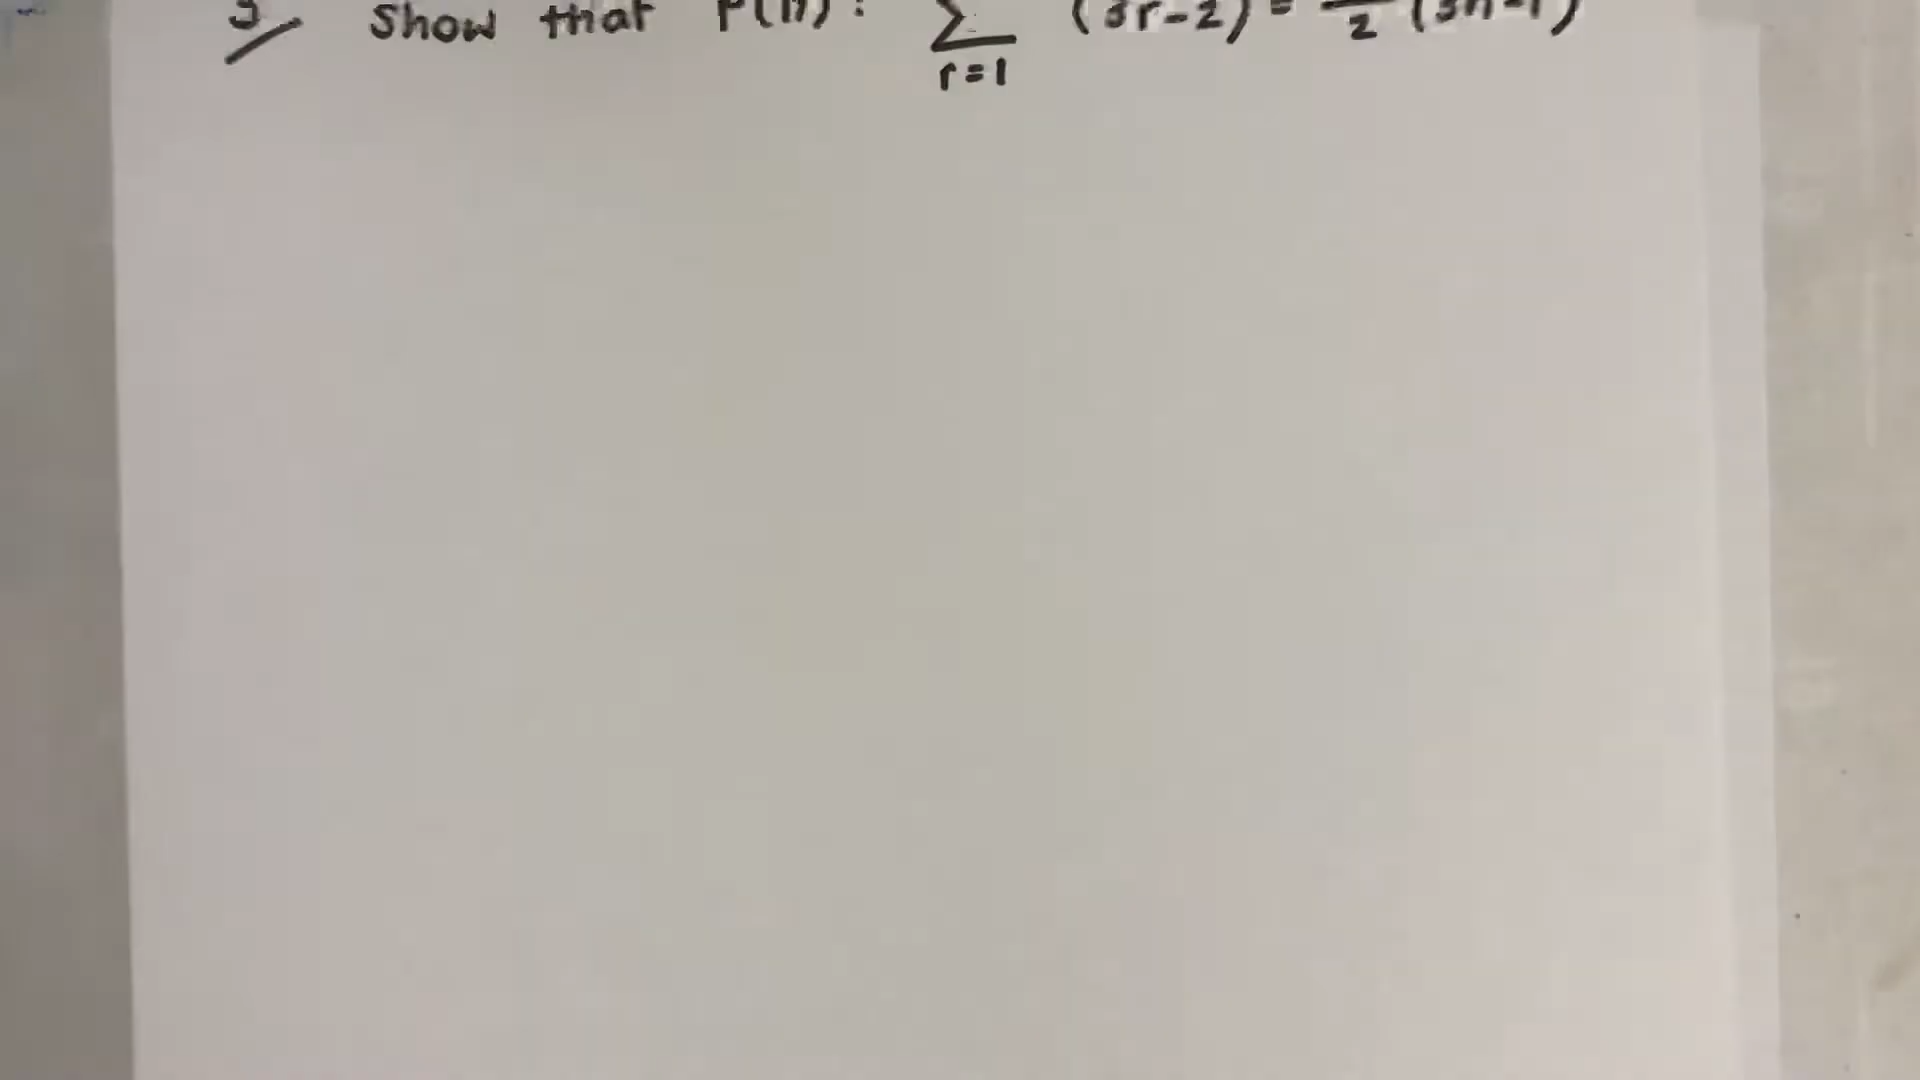 3/ Show that P(n): ∑ r=1 (3r-2) = /2 (3n-1)